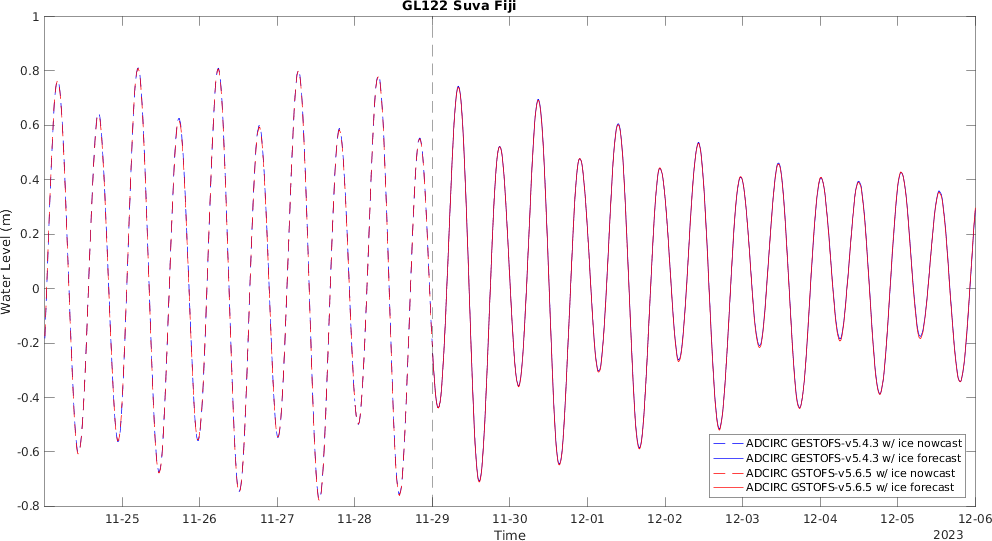 GL122 Suva Fiji
1
0.8
0.6
0.4
0.2
0
-0.2
-0.4
-0.6
-0.8
Water Level (m)
11-25 11-26 11-27 11-28 11-29 11-30 12-01 12-02 12-03 12-04 12-05 12-06
Time
2023
ADCIRC GESTOFS-v5.4.3 w/ ice nowcast
ADCIRC GESTOFS-v5.4.3 w/ ice forecast
ADCIRC GSTOFS-v5.6.5 w/ ice nowcast
ADCIRC GSTOFS-v5.6.5 w/ ice forecast